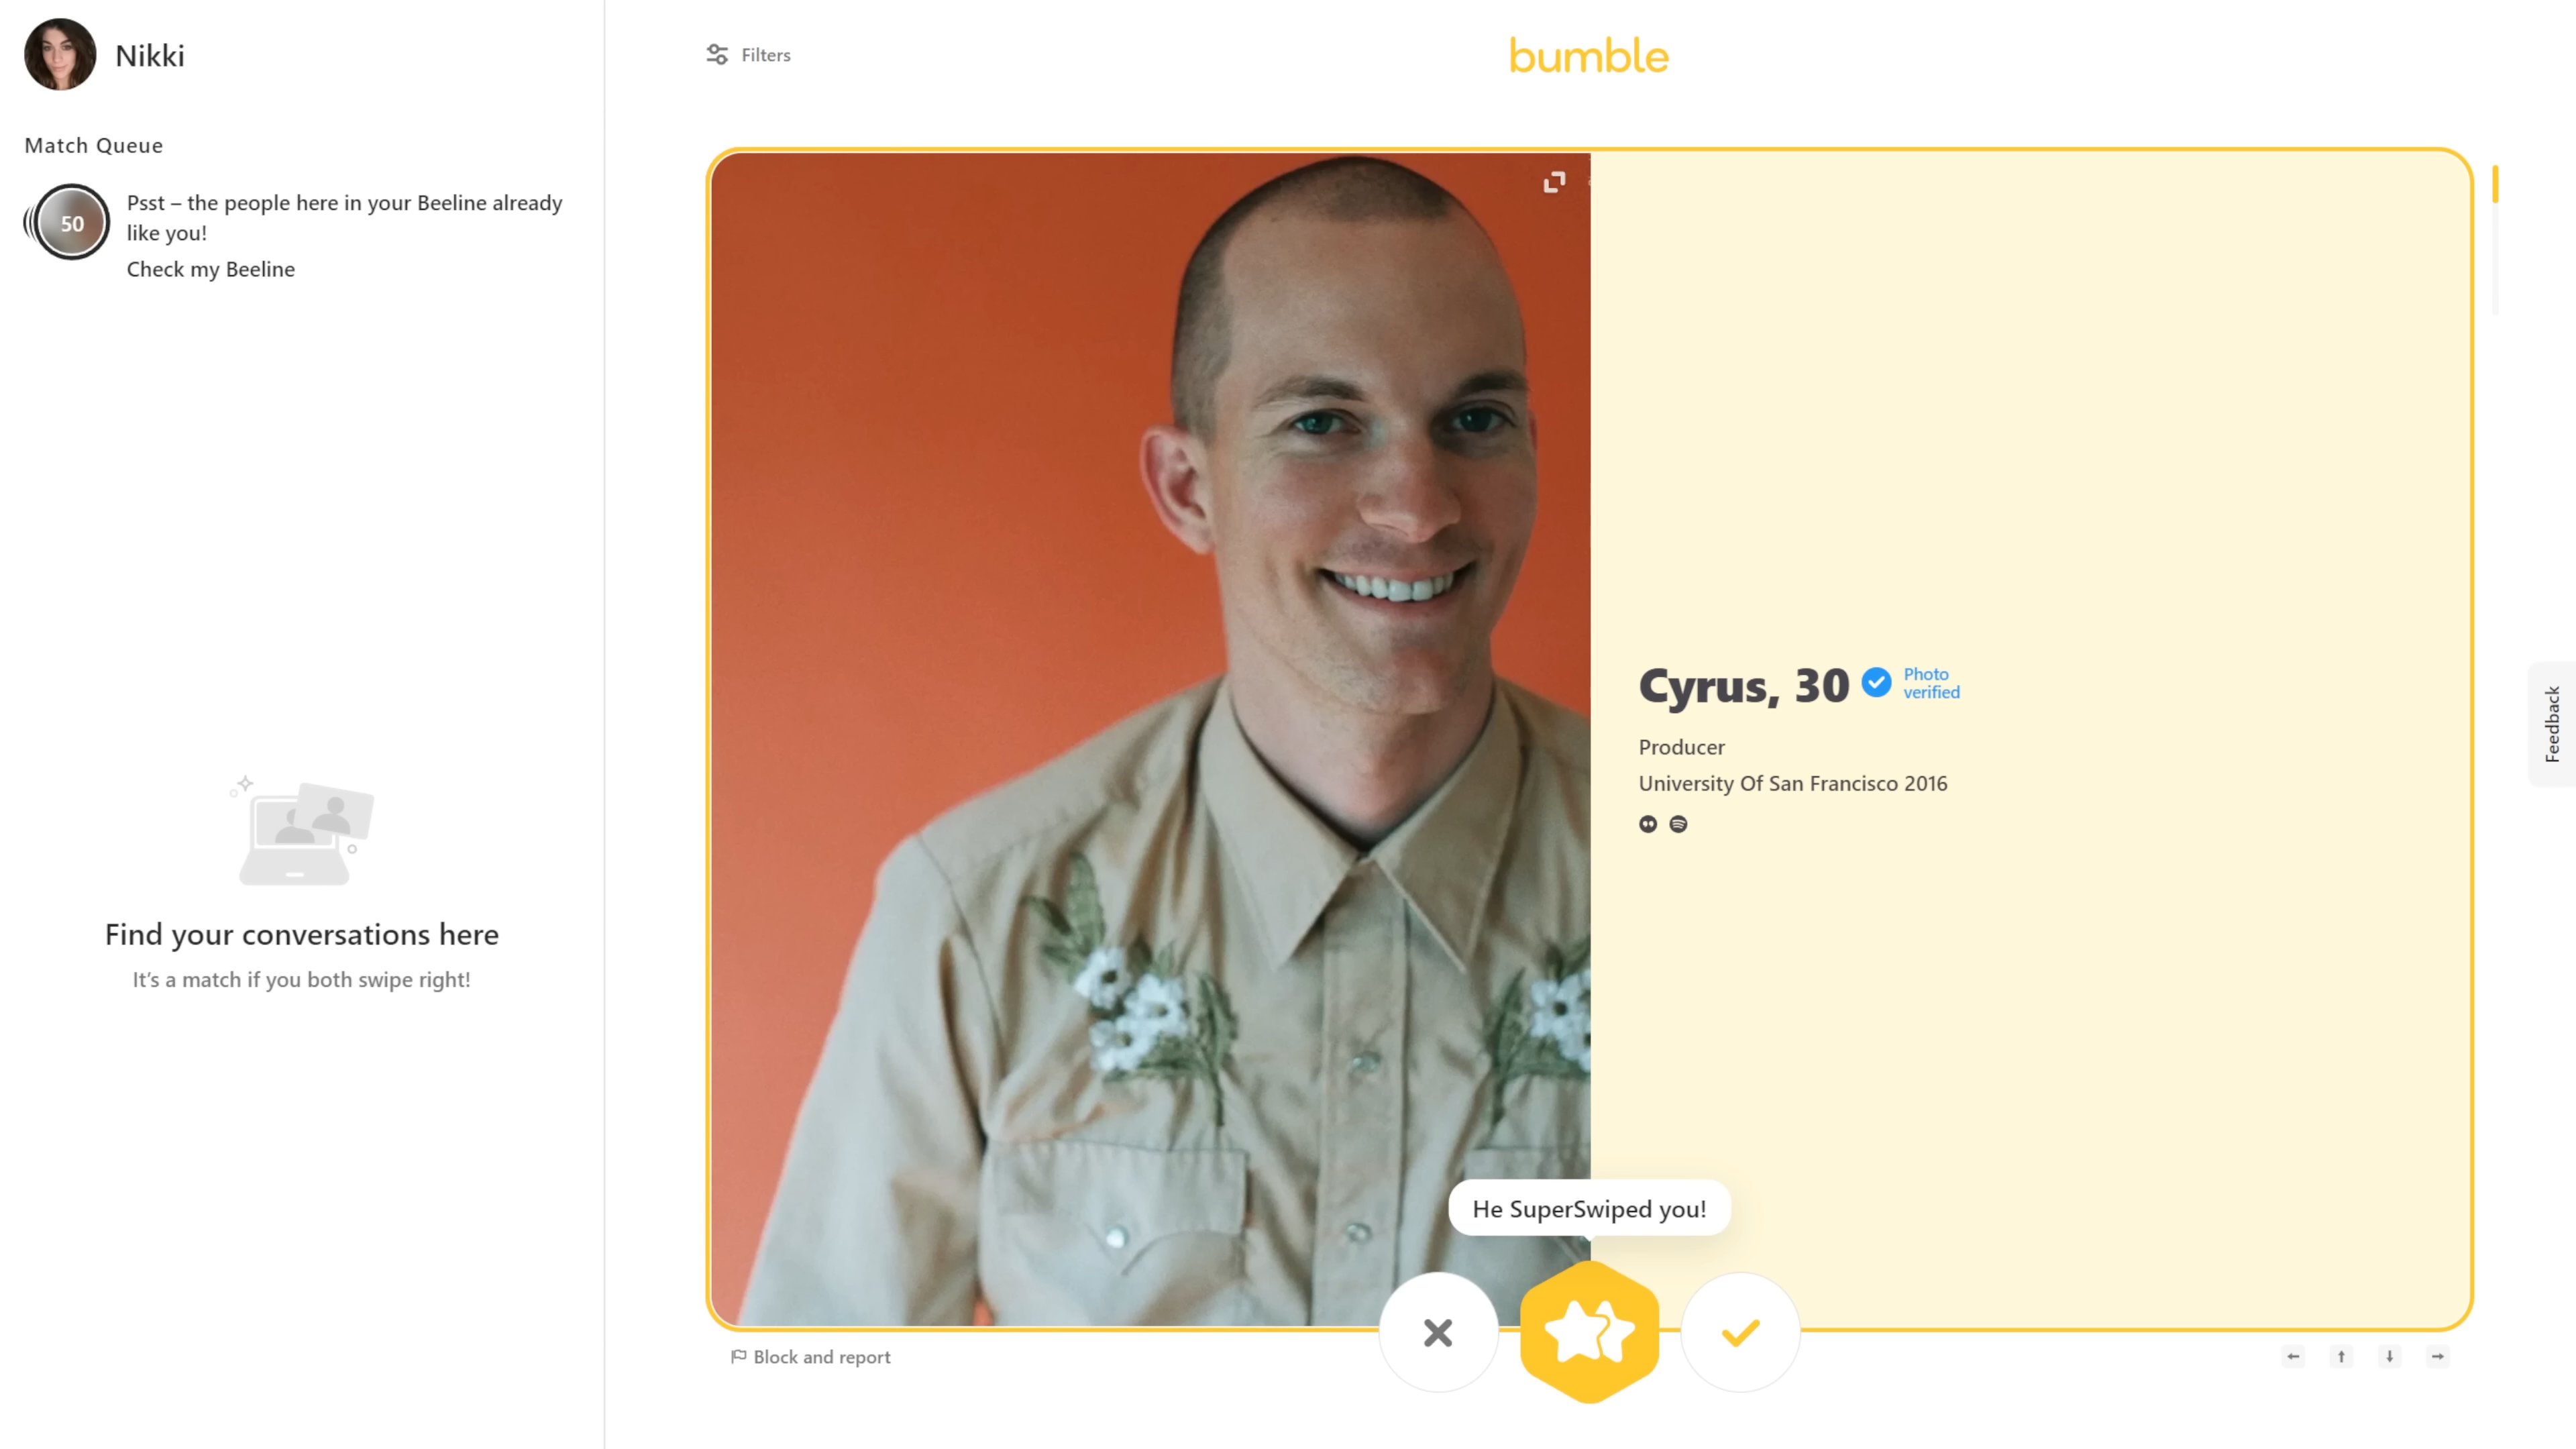 Nikki
Match Queue
50
Psst – the people here in your Beeline already
like you!
Check my Beeline
Find your conversations here
It's a match if you both swipe right!
Filters
bumble
Cyrus, 30
Photo
verified
Producer
University Of San Francisco 2016
He SuperSwiped you!
Block and report
Feedback